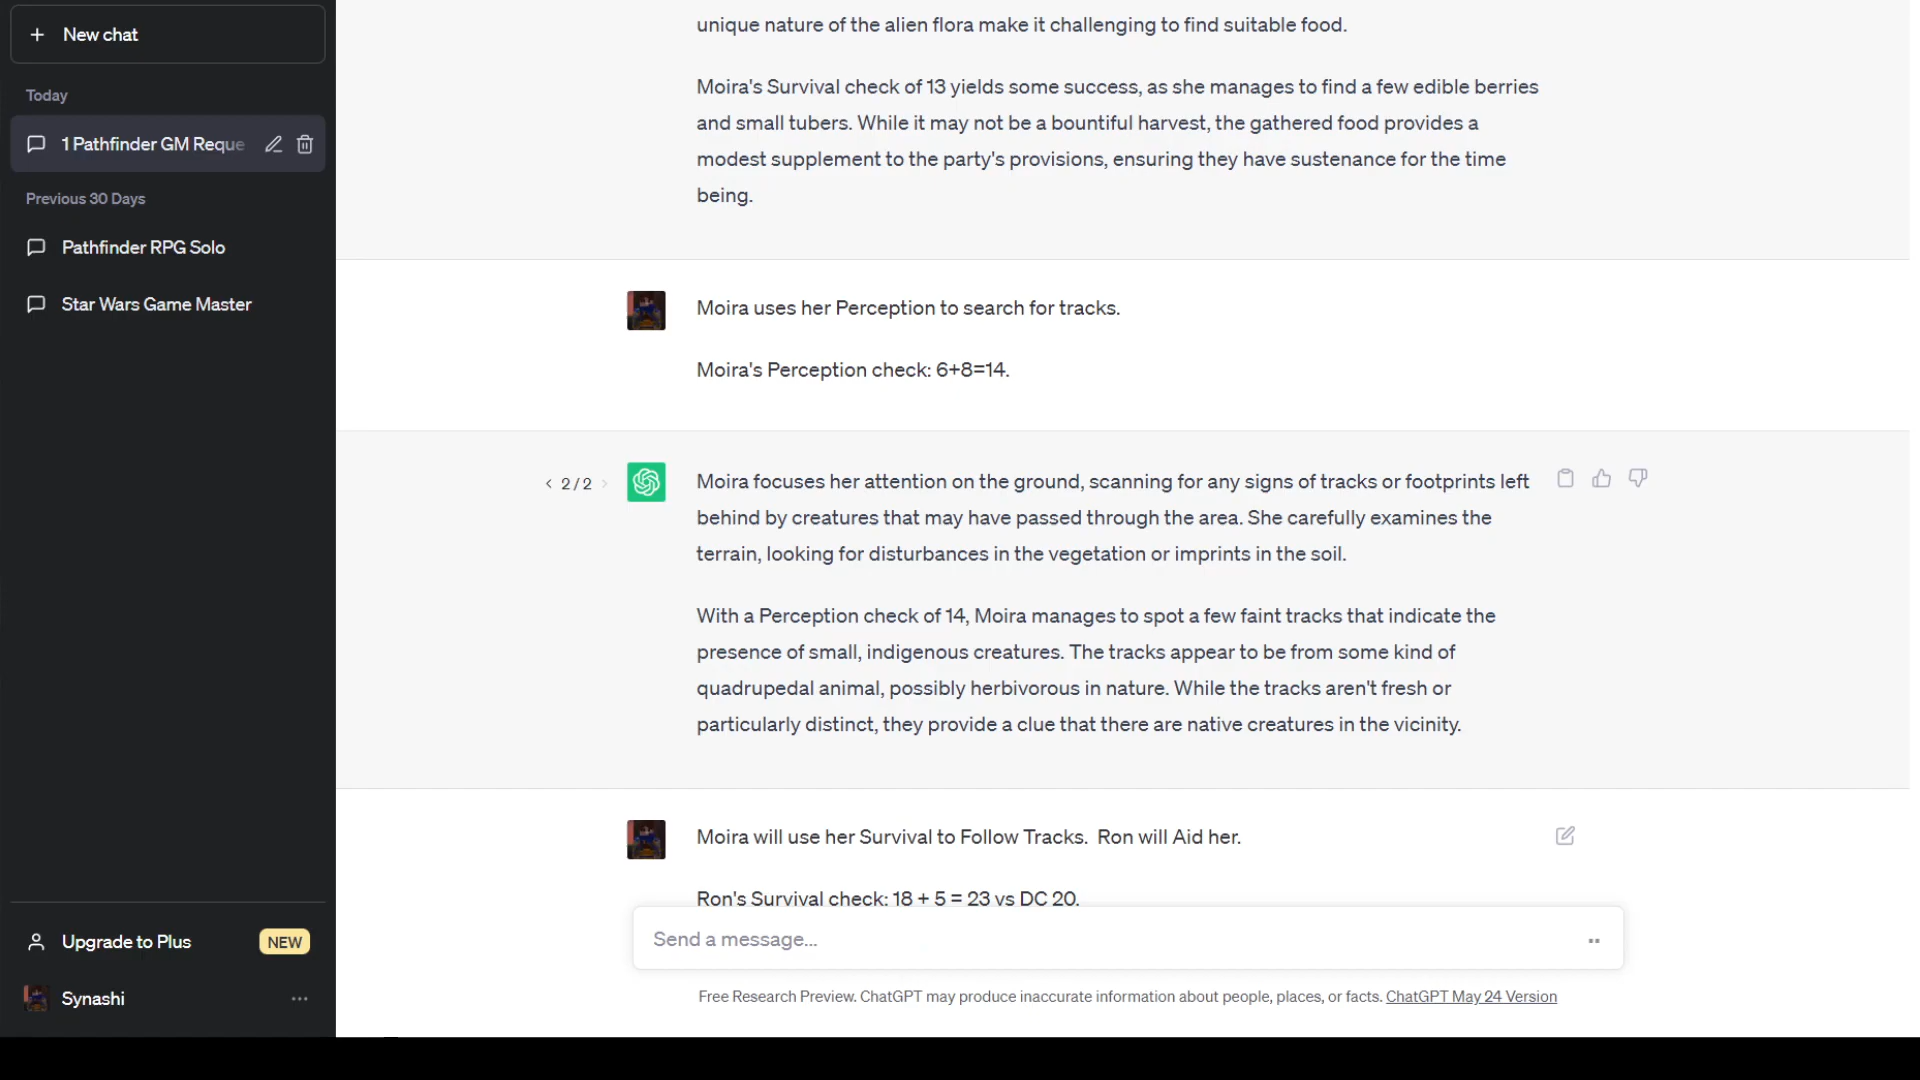 New chat
Today
1 Pathfinder GM Reque
Previous 30 Days
Pathfinder RPG Solo
Star Wars Game Master
Upgrade to Plus
NEW
Synashi
unique nature of the alien flora make it challenging to find suitable food.
Moira's Survival check of 13 yields some success, as she manages to find a few edible berries
and small tubers. While it may not be a bountiful harvest, the gathered food provides a
modest supplement to the party's provisions, ensuring they have sustenance for the time
being.
Moira uses her Perception to search for tracks.
Moira's Perception check: 6+8=14.
2 / 2
Moira focuses her attention on the ground, scanning for any signs of tracks or footprints left
behind by creatures that may have passed through the area. She carefully examines the
terrain, looking for disturbances in the vegetation or imprints in the soil.
With a Perception check of 14, Moira manages to spot a few faint tracks that indicate the
presence of small, indigenous creatures. The tracks appear to be from some kind of
quadrupedal animal, possibly herbivorous in nature. While the tracks aren't fresh or
particularly distinct, they provide a clue that there are native creatures in the vicinity.
Moira will use her Survival to Follow Tracks.  Ron will Aid her.
Ron's Survival check: 18 + 5 = 23 vs DC 20.
Send a message...
Free Research Preview. ChatGPT may produce inaccurate information about people, places, or facts. ChatGPT May 24 Version